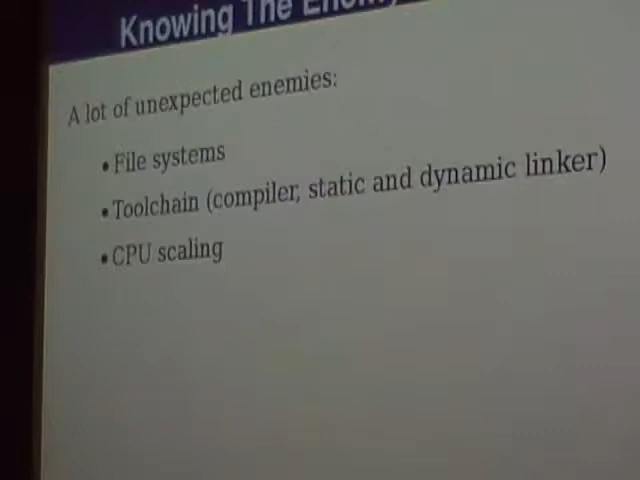 Knowing The Enemy
A lot of unexpected enemies:
• File systems
• Toolchain (compiler, static and dynamic linker)
• CPU scaling